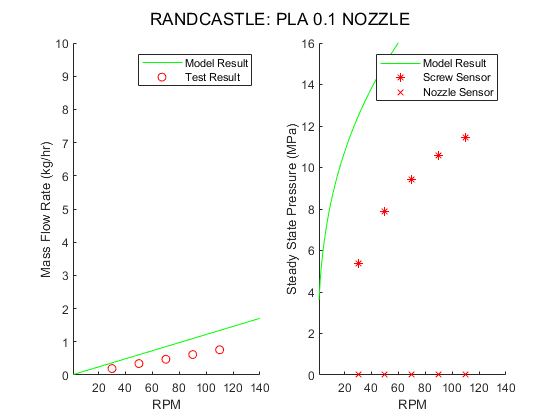 RANDCASTLE: PLA 0.1 NOZZLE
10
9
8
7
6
5
4
3
2
1
0
Mass Flow Rate (kg/hr)
Model Result
Test Result
20 40 60 80 100 120 140
RPM
16
14
12
10
8
6
4
2
0
Steady State Pressure (MPa)
Model Result
Screw Sensor
Nozzle Sensor
20 40 60 80 100 120 140
RPM